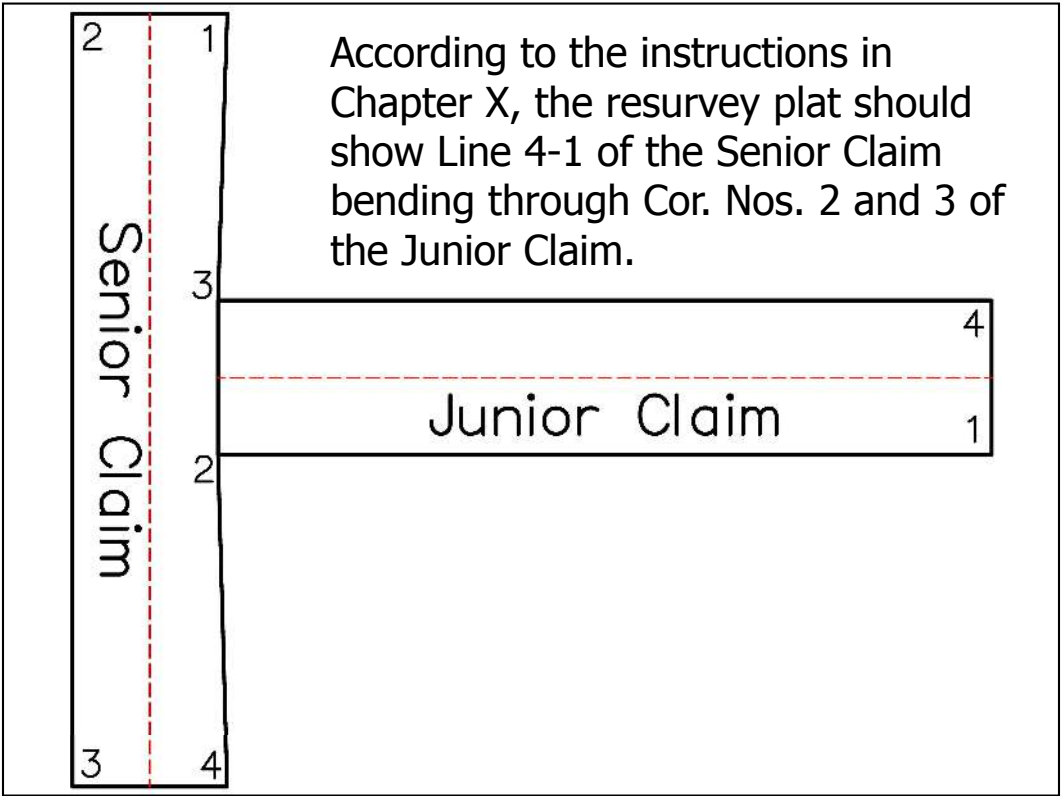 2 1
According to the instructions in
Chapter X, the resurvey plat should
show Line 4-1 of the Senior Claim
bending through Cor. Nos. 2 and 3 of
the Junior Claim.
Senior Claim
3
4
Junior Claim
1
2
3 4